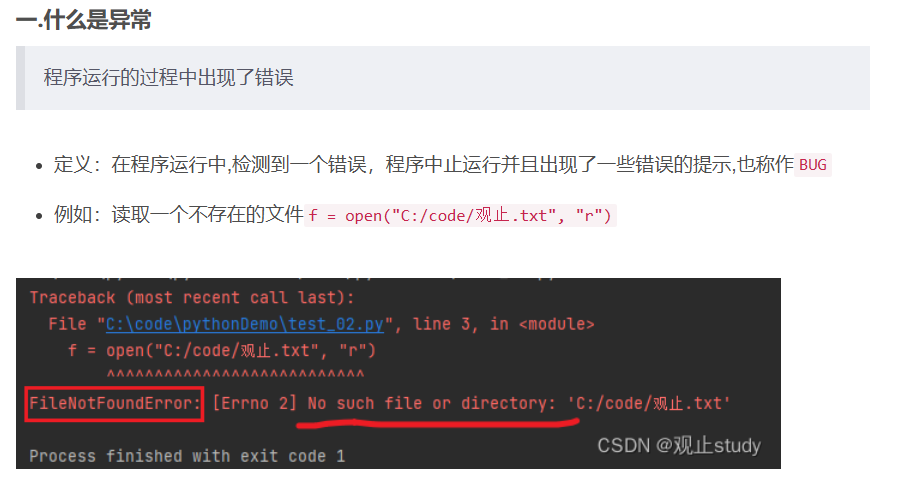 一.什么是异常
程序运行的过程中出现了错误
定义：在程序运行中,检测到一个错误，程序中止运行并且出现了一些错误的提示,也称作 BUG
例如：读取一个不存在的文件 f = open("C:/code/观止.txt", "r")
Traceback (most recent call last):
File "C:\code\pythonDemo\test_02.py", line 3, in <module>
f = open("C:/code/观止.txt", "r")
^^^^^^^^^^^^^^^^^^^^^^^^^^^
FileNotFoundError: [Errno 2] No such file or directory: 'C:/code/观止.txt'
CSDN @观止study
Process finished with exit code 1